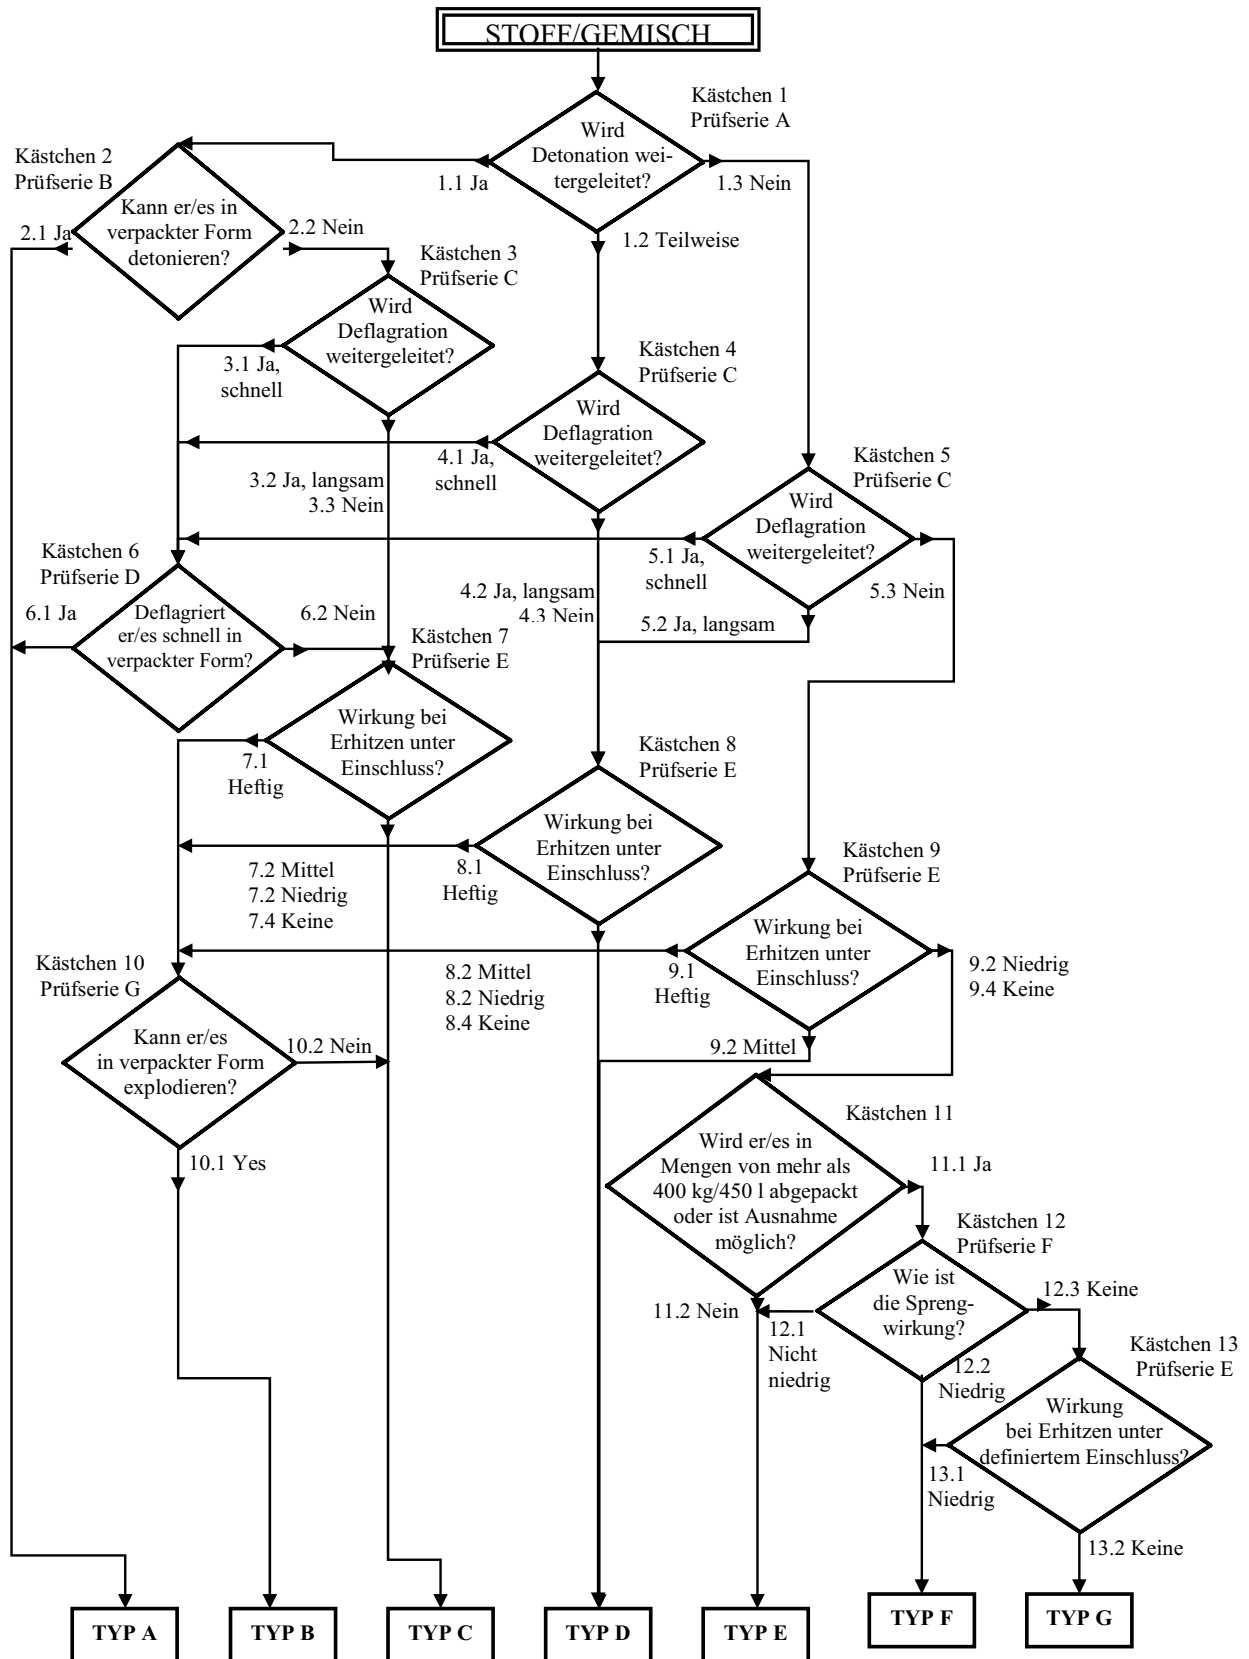 STOFF/GEMISCH
Kästchen 1
Prüfserie A
Wird
Detonation wei-
tergeleitet?
1.1 Ja
1.3 Nein
1.2 Teilweise
Kästchen 2
Prüfserie B
Kann er/es in
verpackter Form
detonieren?
2.1 Ja
2.2 Nein
Kästchen 3
Prüfserie C
Wird
Deflagration
weitergeleitet?
3.1 Ja,
schnell
3.2 Ja, langsam
3.3 Nein
Kästchen 4
Prüfserie C
Wird
Deflagration
weitergeleitet?
4.1 Ja,
schnell
4.2 Ja, langsam
4.3 Nein
Kästchen 5
Prüfserie C
Wird
Deflagration
weitergeleitet?
5.1 Ja,
schnell
5.2 Ja, langsam
5.3 Nein
Kästchen 6
Prüfserie D
Deflagriert
er/es schnell in
verpackter Form?
6.1 Ja
6.2 Nein
Kästchen 7
Prüfserie E
Wirkung bei
Erhitzen unter
Einschluss?
7.1
Heftig
7.2 Mittel
7.2 Niedrig
7.4 Keine
Kästchen 8
Prüfserie E
Wirkung bei
Erhitzen unter
Einschluss?
8.1
Heftig
8.2 Mittel
8.2 Niedrig
8.4 Keine
Kästchen 9
Prüfserie E
Wirkung bei
Erhitzen unter
Einschluss?
9.1
Heftig
9.2 Mittel
9.2 Niedrig
9.4 Keine
Kästchen 10
Prüfserie G
Kann er/es
in verpackter Form
explodieren?
10.2 Nein
10.1 Yes
Kästchen 11
Wird er/es in
Mengen von mehr als
400 kg/450 l abgepackt
oder ist Ausnahme
möglich?
11.1 Ja
11.2 Nein
Kästchen 12
Prüfserie F
Wie ist
die Spreng-
wirkung?
12.1
Nicht
niedrig
12.2
Niedrig
12.3 Keine
Kästchen 13
Prüfserie E
Wirkung
bei Erhitzen unter
definiertem Einschluss?
13.1
Niedrig
13.2 Keine
TYP A
TYP B
TYP C
TYP D
TYP E
TYP F
TYP G